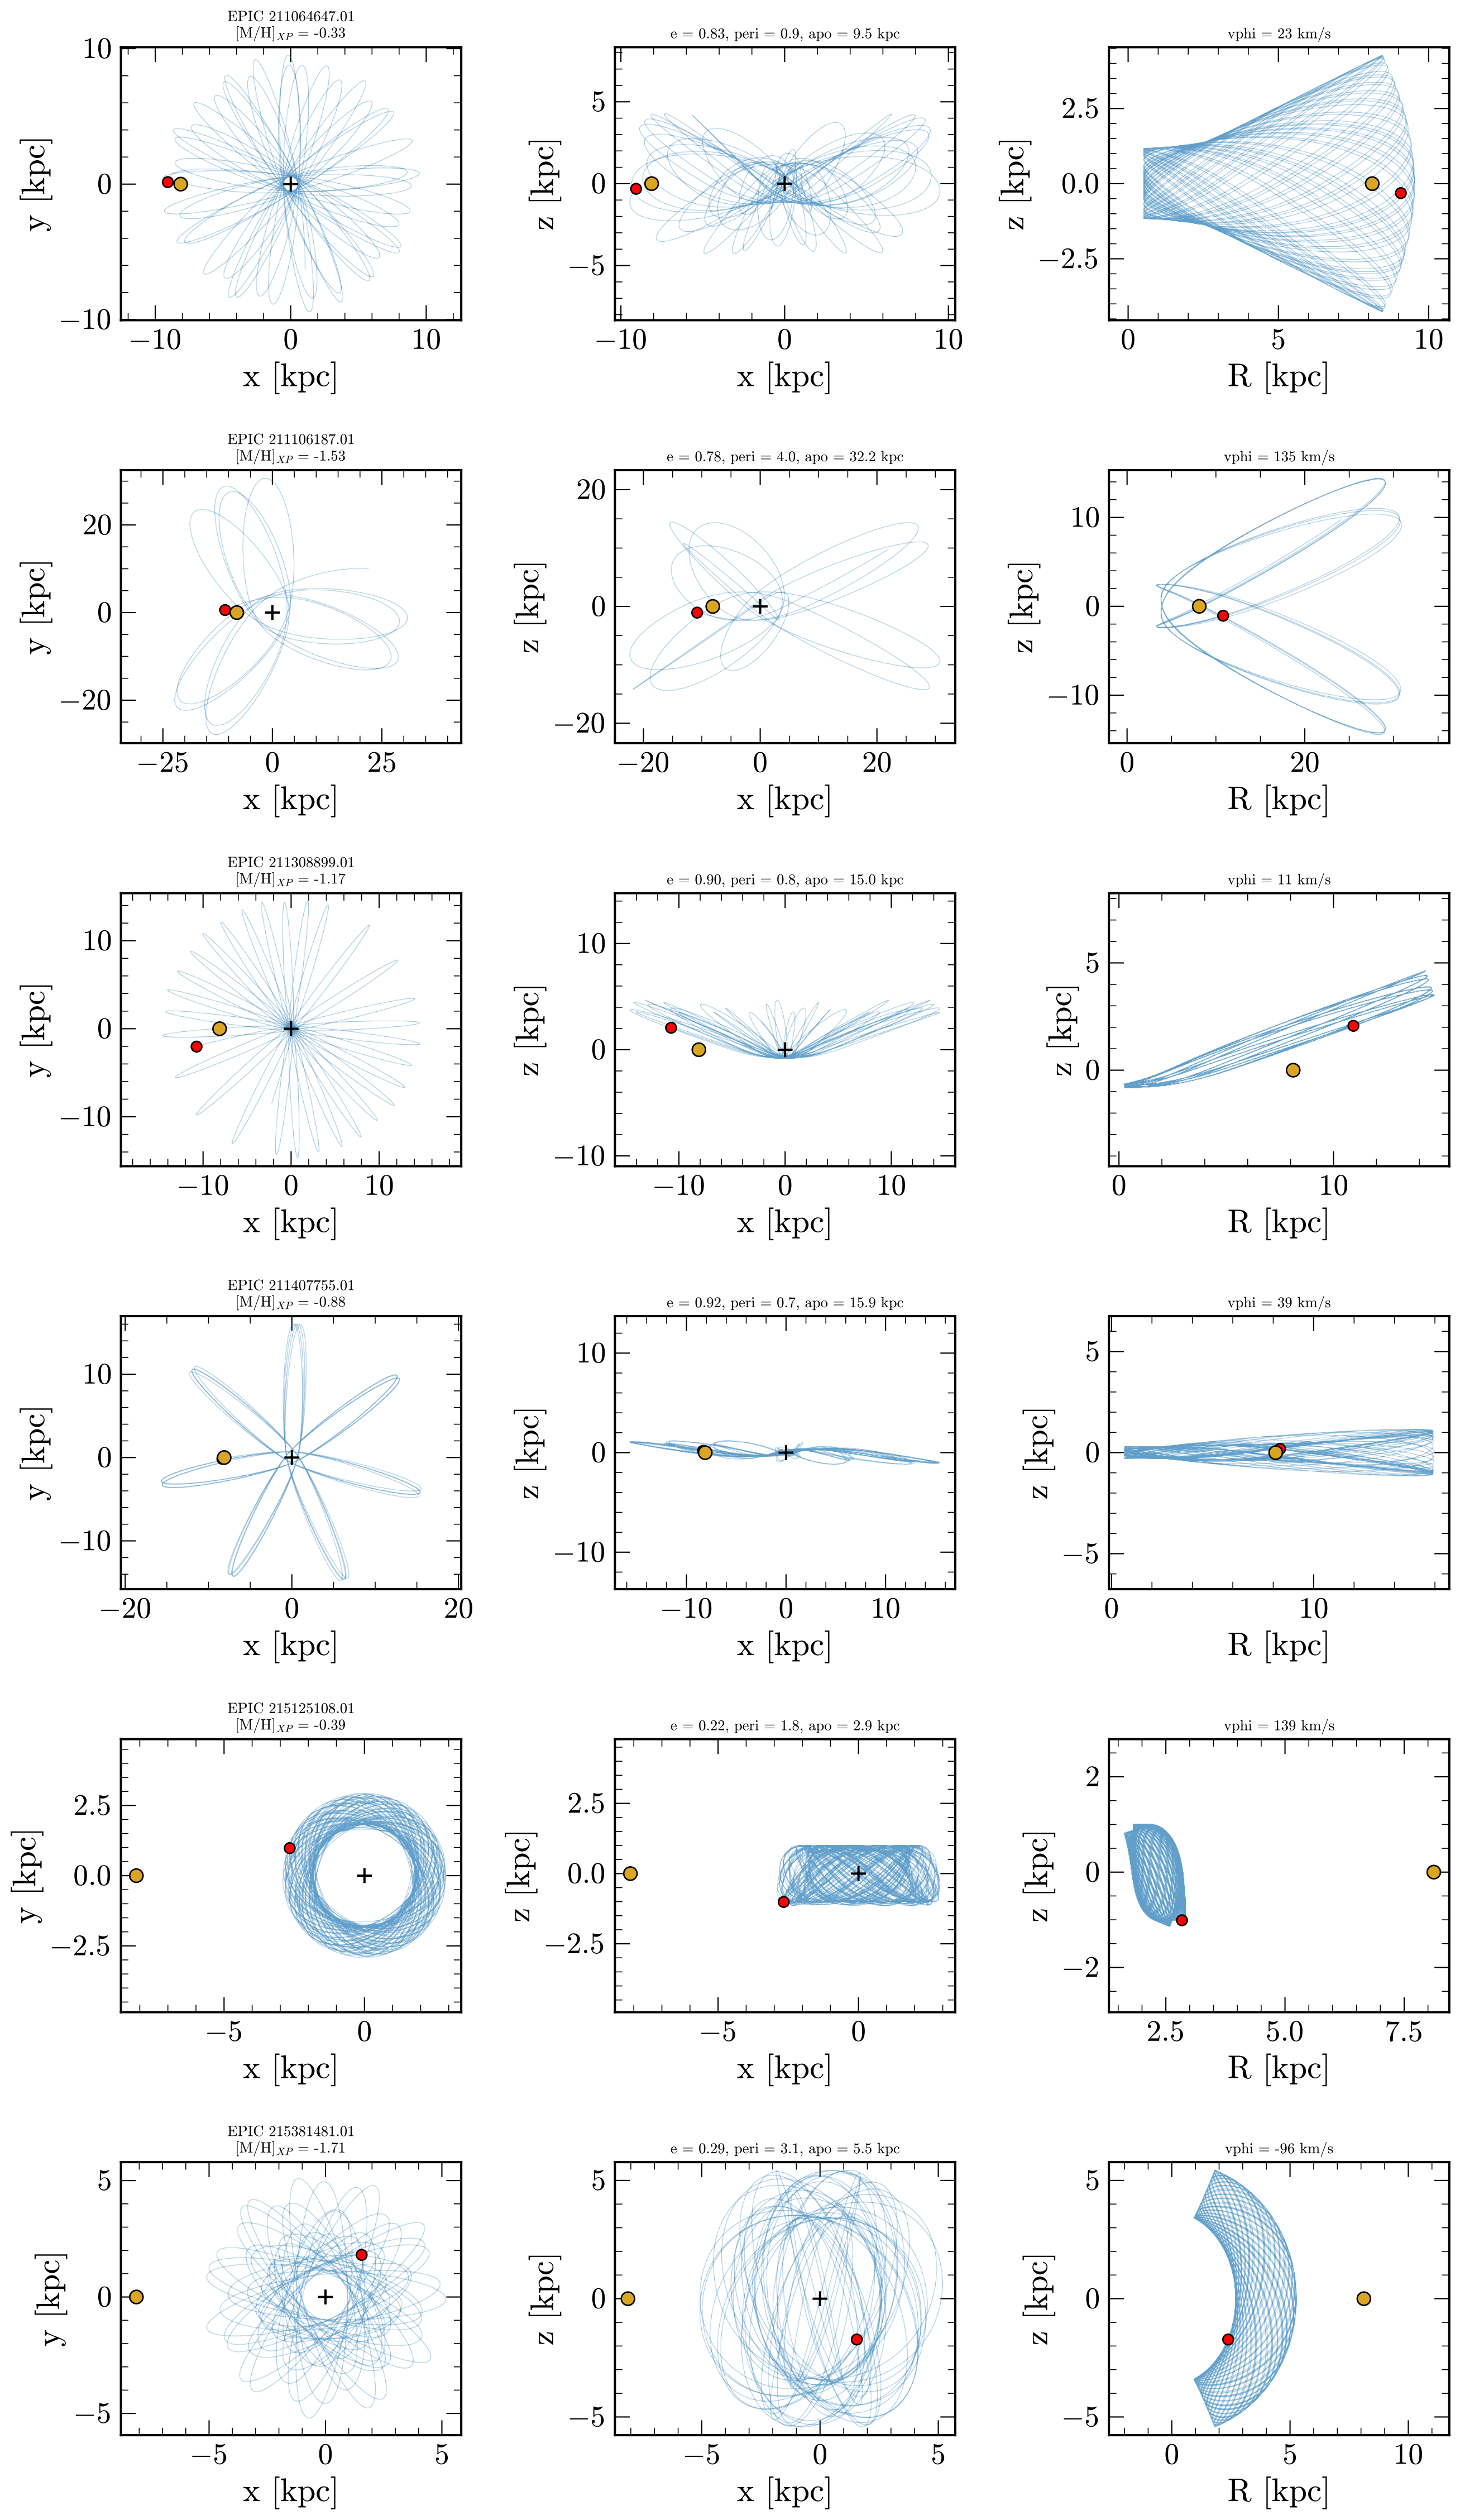 EPIC 211064647.01
[M/H]XP = -0.33
e = 0.83, peri = 0.9, apo = 9.5 kpc
vphi = 23 km/s
10
0
−10
y [kpc]
−10 0 10
x [kpc]
5
0
−5
z [kpc]
−10 0 10
x [kpc]
2.5
0.0
−2.5
z [kpc]
0 5 10
R [kpc]
EPIC 211106187.01
[M/H]XP = -1.53
e = 0.78, peri = 4.0, apo = 32.2 kpc
vphi = 135 km/s
20
0
−20
y [kpc]
−25 0 25
x [kpc]
20
0
−20
z [kpc]
−20 0 20
x [kpc]
10
0
−10
z [kpc]
0 20
R [kpc]
EPIC 211308899.01
[M/H]XP = -1.17
e = 0.90, peri = 0.8, apo = 15.0 kpc
vphi = 11 km/s
10
0
−10
y [kpc]
−10 0 10
x [kpc]
10
0
−10
z [kpc]
−10 0 10
x [kpc]
5
0
z [kpc]
0 10
R [kpc]
EPIC 211407755.01
[M/H]XP = -0.88
e = 0.92, peri = 0.7, apo = 15.9 kpc
vphi = 39 km/s
10
0
−10
y [kpc]
−20 0 20
x [kpc]
10
0
−10
z [kpc]
−10 0 10
x [kpc]
5
0
−5
z [kpc]
0 10
R [kpc]
EPIC 215125108.01
[M/H]XP = -0.39
e = 0.22, peri = 1.8, apo = 2.9 kpc
vphi = 139 km/s
2.5
0.0
−2.5
y [kpc]
−5 0
x [kpc]
2.5
0.0
−2.5
z [kpc]
−5 0
x [kpc]
2
0
−2
z [kpc]
2.5 5.0 7.5
R [kpc]
EPIC 215381481.01
[M/H]XP = -1.71
e = 0.29, peri = 3.1, apo = 5.5 kpc
vphi = -96 km/s
5
0
−5
y [kpc]
−5 0 5
x [kpc]
5
0
−5
z [kpc]
−5 0 5
x [kpc]
5
0
−5
z [kpc]
0 5 10
R [kpc]